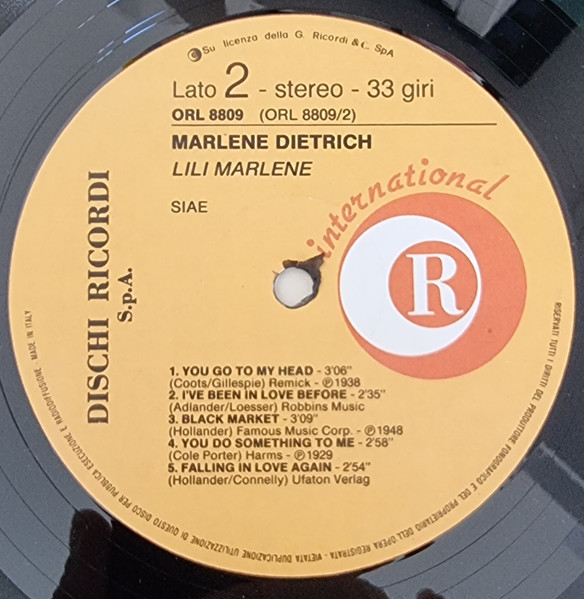 Su licenza della G. Ricordi & C. SpA
Lato 2 - stereo - 33 giri
ORL 8809 (ORL 8809/2)
MARLENE DIETRICH
LILI MARLENE
SIAE
international
R
DISCHI RICORDI
S.p.A.
1. YOU GO TO MY HEAD - 3'06"
(Coots/Gillespie) Remick - ℗1938
2. I'VE BEEN IN LOVE BEFORE - 2'35"
(Adlander/Loesser) Robbins Music
3. BLACK MARKET - 3'09"
(Hollander) Famous Music Corp. - ℗1948
4. YOU DO SOMETHING TO ME - 2'58"
(Cole Porter) Harms - ℗1929
5. FALLING IN LOVE AGAIN - 2'54"
(Hollander/Connelly) Ufaton Verlag
RISERVATI TUTTI I DIRITTI DEL PRODUTTORE FONOGRAFICO E DEL PROPRIETARIO DELL'OPERA REGISTRATA - VIETATA DUPLICAZIONE UTILIZZAZIONE DI QUESTO DISCO PER PUBBLICA ESECUZIONE E RADIODIFFUSIONE. MADE IN ITALY